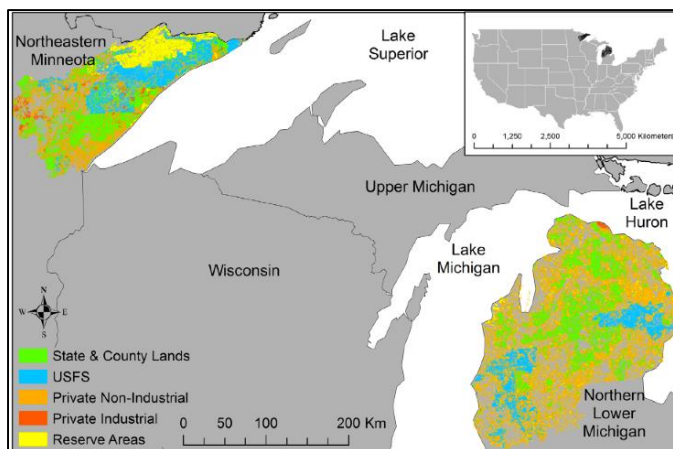 Northeastern
Minneota
Lake
Superior
0
1,250
2,500
5,000 Kilometers
Upper Michigan
Lake
Huron
Lake
Michigan
Wisconsin
N
W
E
S
State & County Lands
USFS
Private Non-Industrial
Private Industrial
Reserve Areas
0
50
100
200 Km
Northern
Lower
Michigan